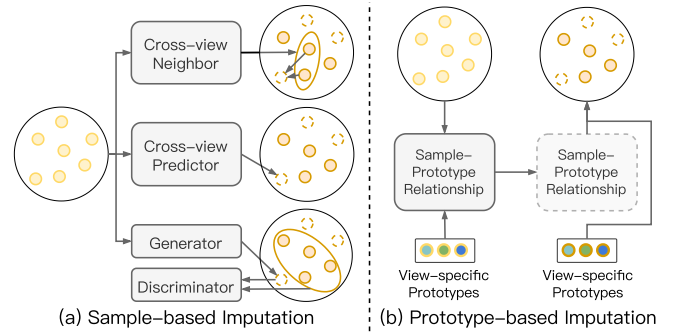 Cross-view
Neighbor
Cross-view
Predictor
Generator
Discriminator
(a) Sample-based Imputation
Sample-
Prototype
Relationship
Sample-
Prototype
Relationship
View-specific
Prototypes
View-specific
Prototypes
(b) Prototype-based Imputation